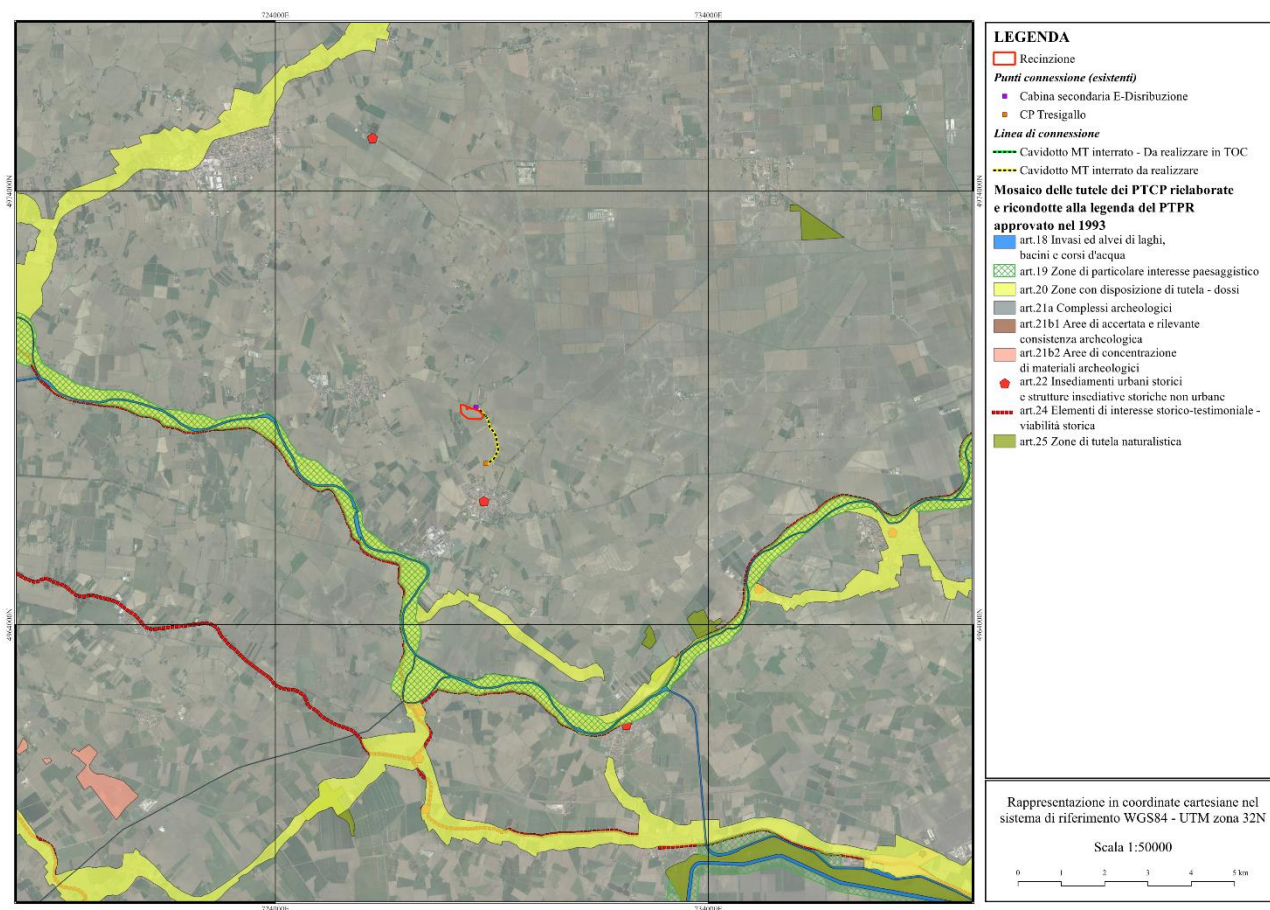 724000E
734000E
4974000N
4974000N
4964000N
4964000N
724000E
734000E
LEGENDA
Recinzione
Punti connessione (esistenti)
Cabina secondaria E-Disribuzione
CP Tresigallo
Linea di connessione
Cavidotto MT interrato - Da realizzare in TOC
Cavidotto MT interrato da realizzare
Mosaico delle tutele dei PTCP rielaborate
e ricondotte alla legenda del PTPR
approvato nel 1993
art.18 Invasi ed alvei di laghi,
bacini e corsi d'acqua
art.19 Zone di particolare interesse paesaggistico
art.20 Zone con disposizione di tutela - dossi
art.21a Complessi archeologici
art.21b1 Aree di accertata e rilevante
consistenza archeologica
art.21b2 Aree di concentrazione
di materiali archeologici
art.22 Insediamenti urbani storici
e strutture insediative storiche non urbane
art.24 Elementi di interesse storico-testimoniale -
viabilità storica
art.25 Zone di tutela naturalistica
Rappresentazione in coordinate cartesiane nel
sistema di riferimento WGS84 - UTM zona 32N
Scala 1:50000
0 1 2 3 4 5 km